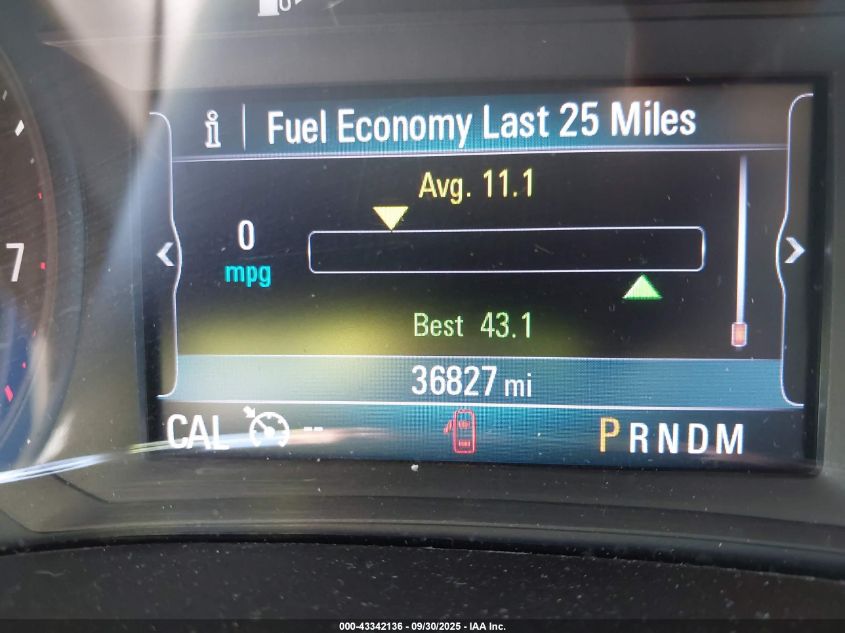 Fuel Economy Last 25 Miles
Avg. 11.1
0
mpg
Best 43.1
36827 mi
CAL --
PRNDM
7
000-43342136 - 09/30/2025 - IAA Inc.